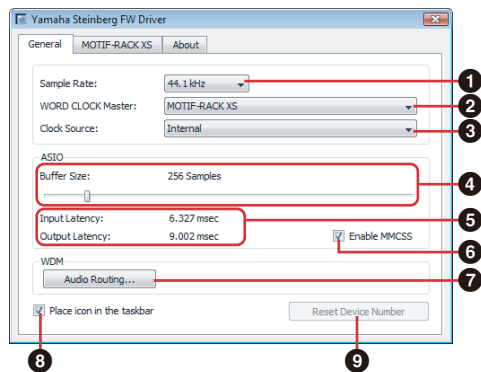 Yamaha Steinberg FW Driver
General MOTIF-RACK XS About
Sample Rate: 44.1kHz 1
WORD CLOCK Master: MOTIF-RACK XS 2
Clock Source: Internal 3
ASIO
Buffer Size: 256 Samples 4
Input Latency: 6.327 msec 5
Output Latency: 9.002 msec Enable MMCSS
6
WDM
Audio Routing... 7
Place icon in the taskbar Reset Device Number
8 9